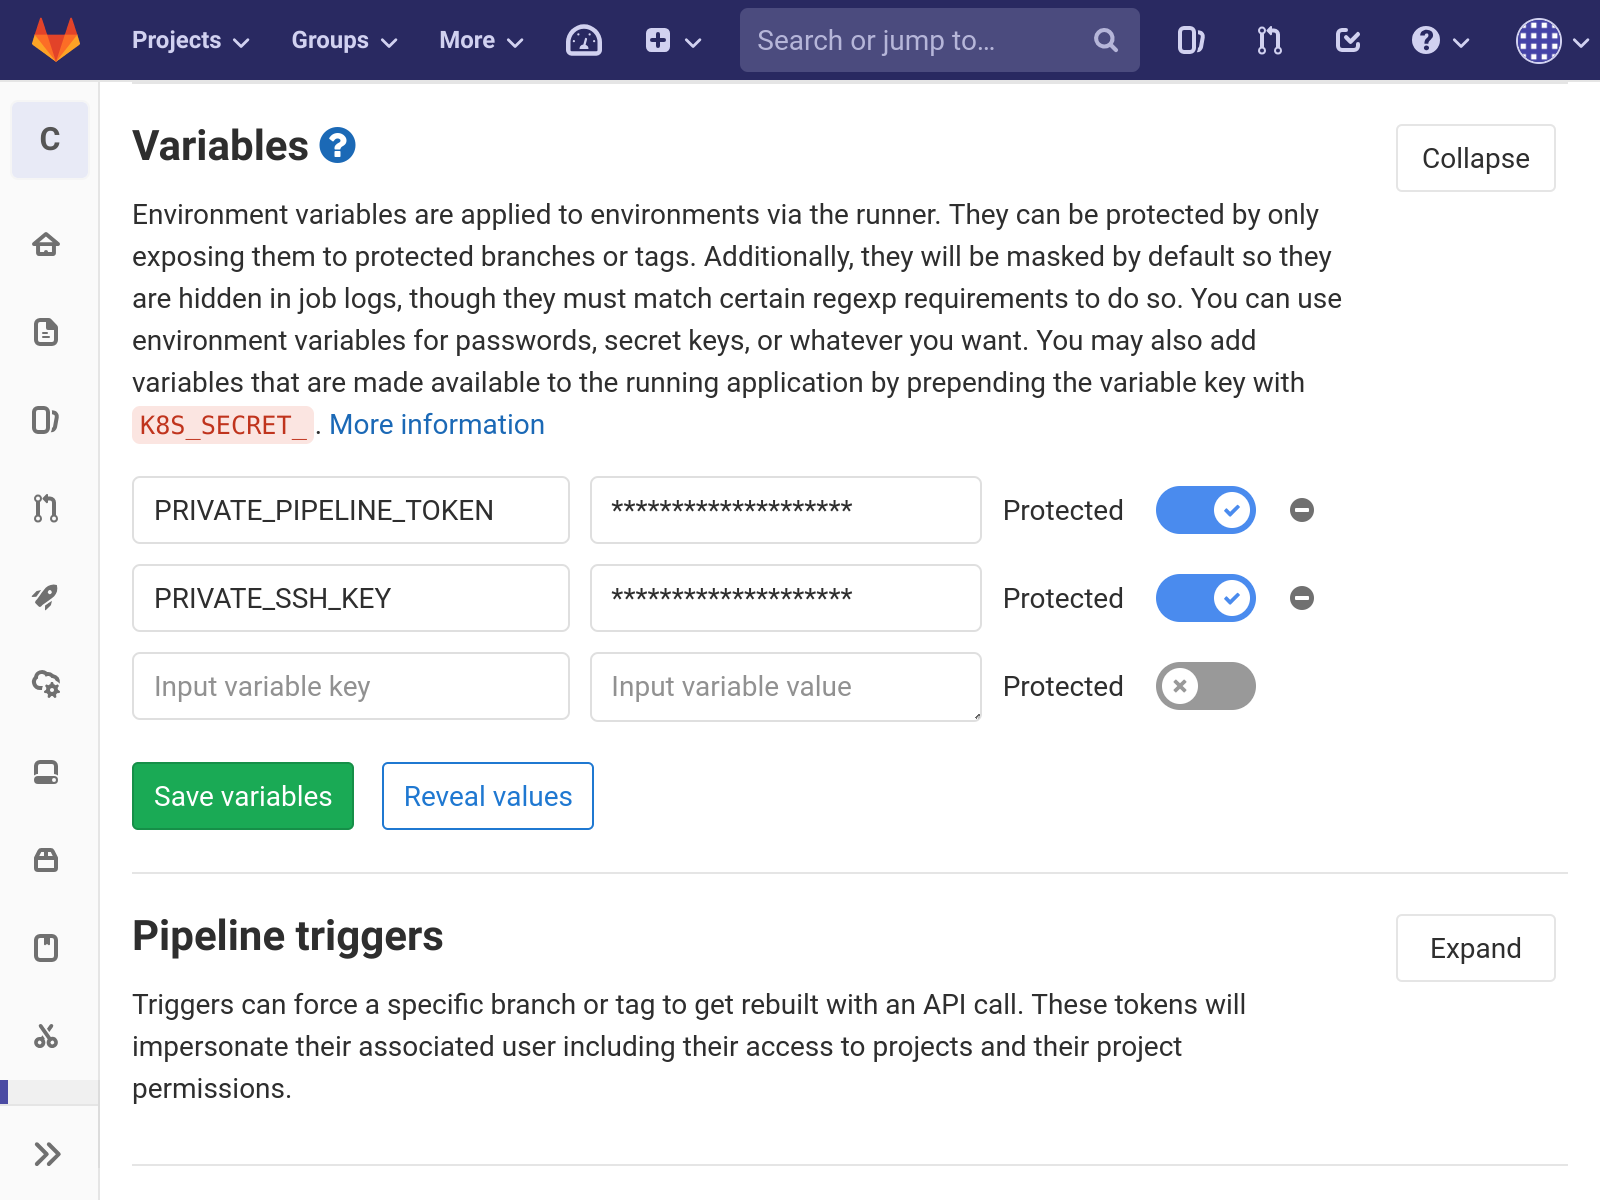 Projects Groups More Search or jump to...
C
Variables
Collapse
Environment variables are applied to environments via the runner. They can be protected by only
exposing them to protected branches or tags. Additionally, they will be masked by default so they
are hidden in job logs, though they must match certain regexp requirements to do so. You can use
environment variables for passwords, secret keys, or whatever you want. You may also add
variables that are made available to the running application by prepending the variable key with
K8S_SECRET_. More information
PRIVATE_PIPELINE_TOKEN ******************** Protected
PRIVATE_SSH_KEY ******************** Protected
Input variable key Input variable value Protected
Save variables Reveal values
Pipeline triggers
Expand
Triggers can force a specific branch or tag to get rebuilt with an API call. These tokens will
impersonate their associated user including their access to projects and their project
permissions.